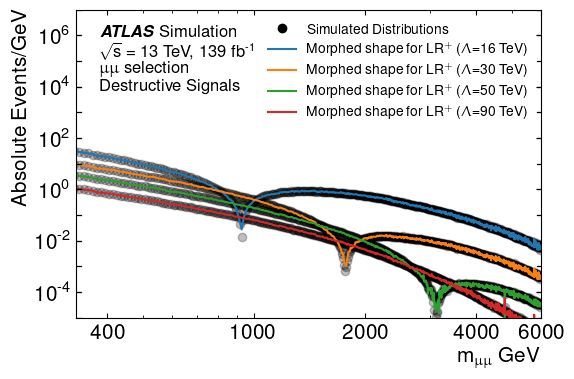 Absolute Events/GeV
10⁶
10⁴
10²
10⁰
10⁻²
10⁻⁴
ATLAS Simulation
√s = 13 TeV, 139 fb⁻¹
μμ selection
Destructive Signals
Simulated Distributions
Morphed shape for LR⁺ (Λ=16 TeV)
Morphed shape for LR⁺ (Λ=30 TeV)
Morphed shape for LR⁺ (Λ=50 TeV)
Morphed shape for LR⁺ (Λ=90 TeV)
400 1000 2000 4000 6000
m_μμ GeV